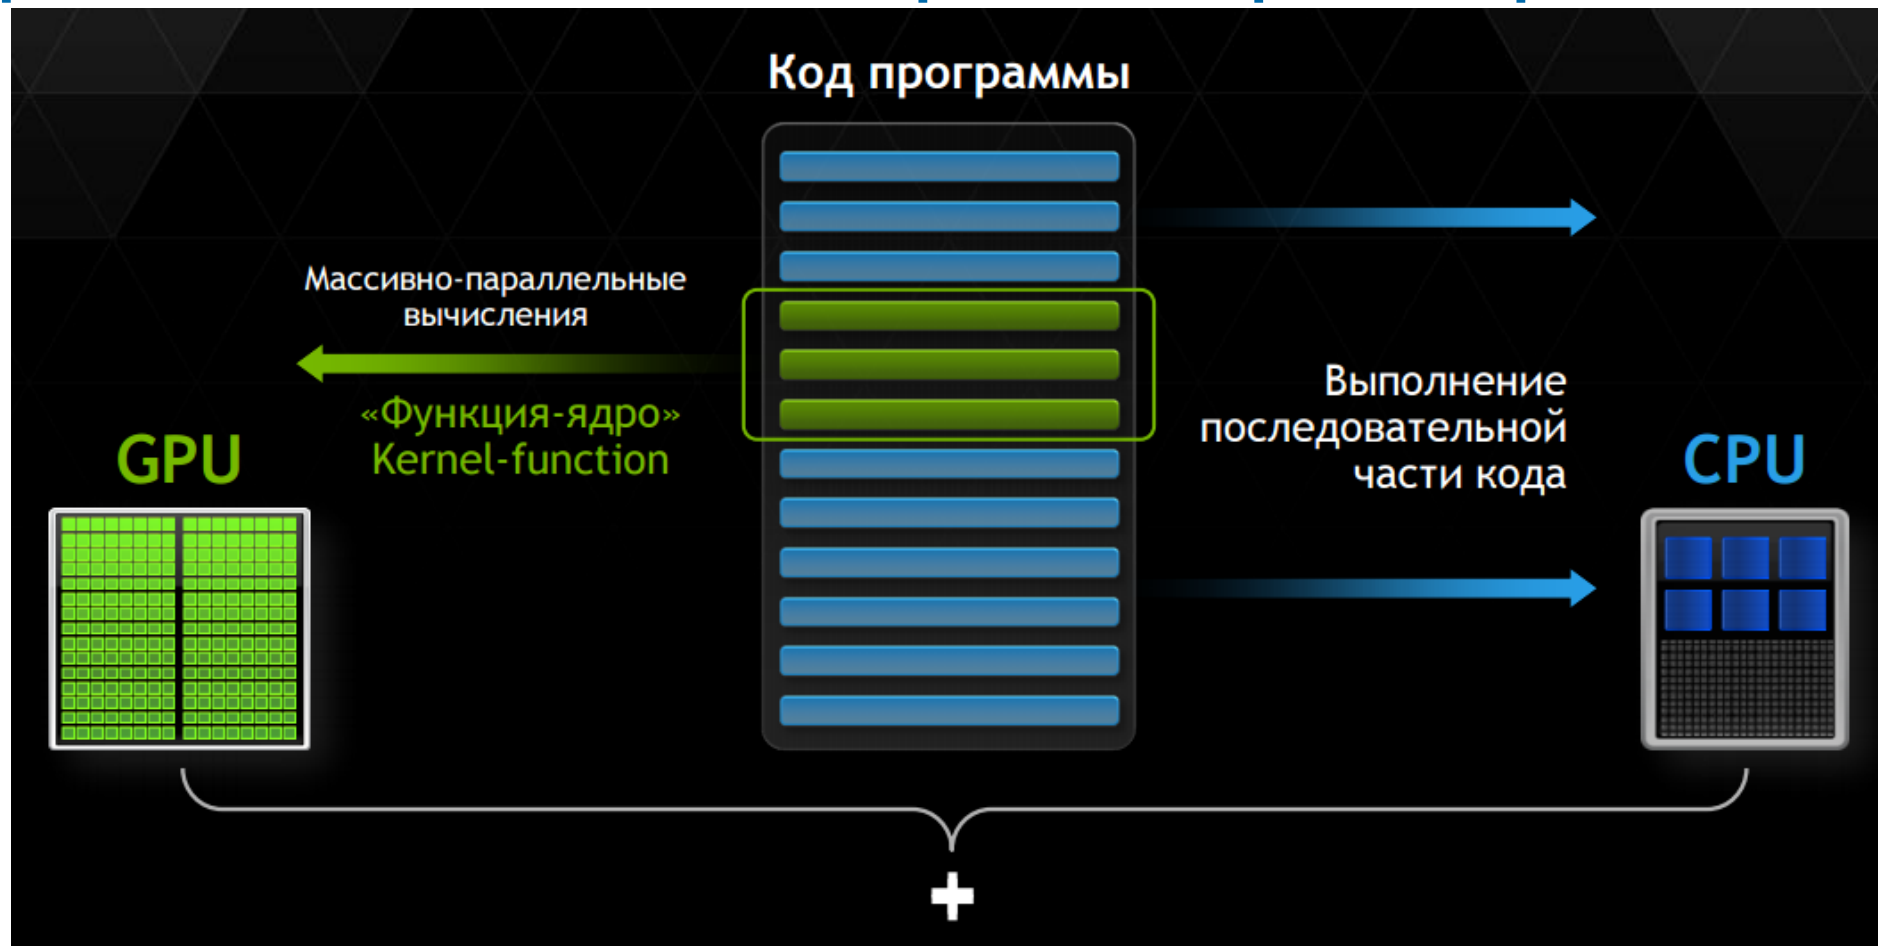 Код программы
Массивно-параллельные
вычисления
«Функция-ядро»
Kernel-function
GPU
Выполнение
последовательной
части кода
CPU
+